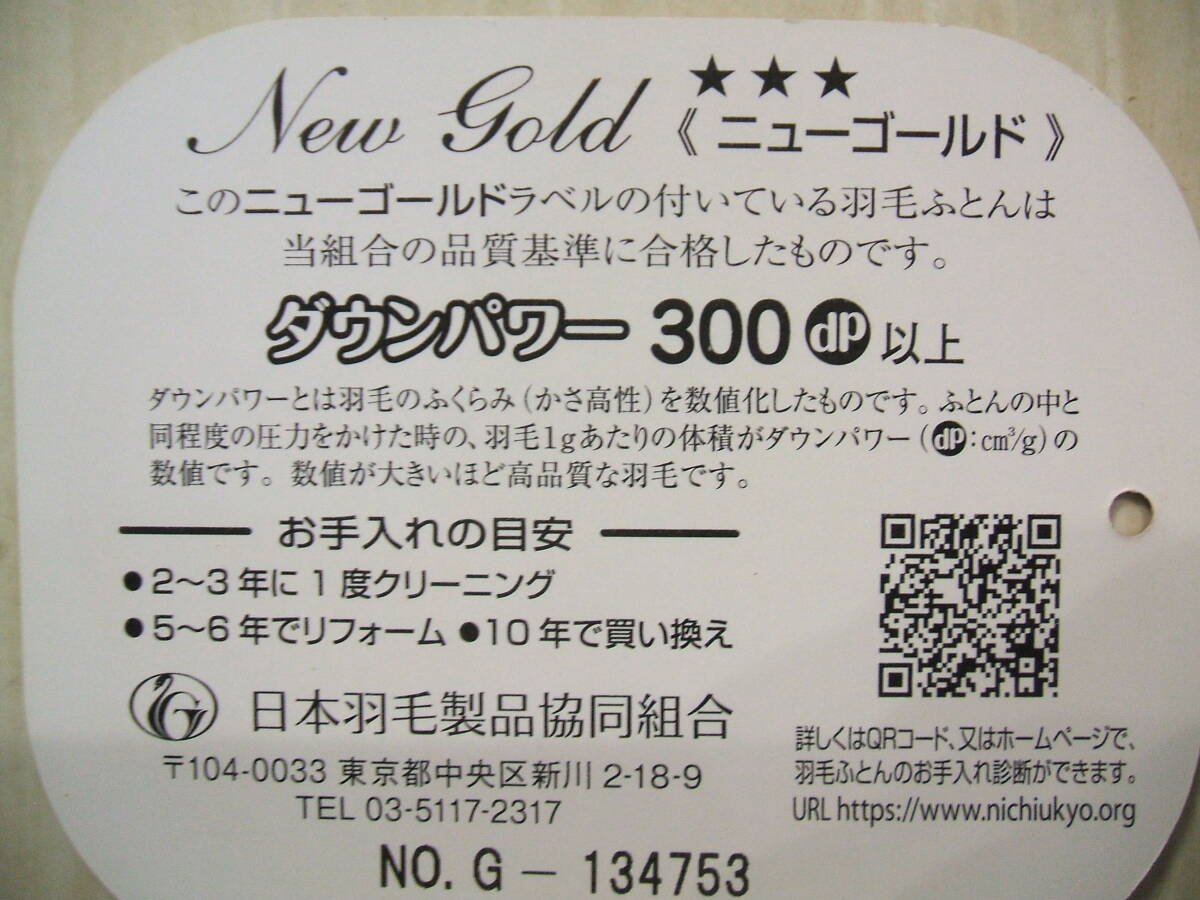 New Gold 《 ニューゴールド 》
★★★
このニューゴールドラベルの付いている羽毛ふとんは
当組合の品質基準に合格したものです。
ダウンパワー 300 dp 以上
ダウンパワーとは羽毛のふくらみ(かさ高性)を数値化したものです。ふとんの中と
同程度の圧力をかけた時の、羽毛1gあたりの体積がダウンパワー(dp:cm³/g)の
数値です。数値が大きいほど高品質な羽毛です。
お手入れの目安
●2〜3年に1度クリーニング
●5〜6年でリフォーム ●10年で買い換え
日本羽毛製品協同組合
〒104-0033 東京都中央区新川 2-18-9
TEL 03-5117-2317
詳しくはQRコード、又はホームページで、
羽毛ふとんのお手入れ診断ができます。
URL https://www.nichiukyo.org
NO. G − 134753